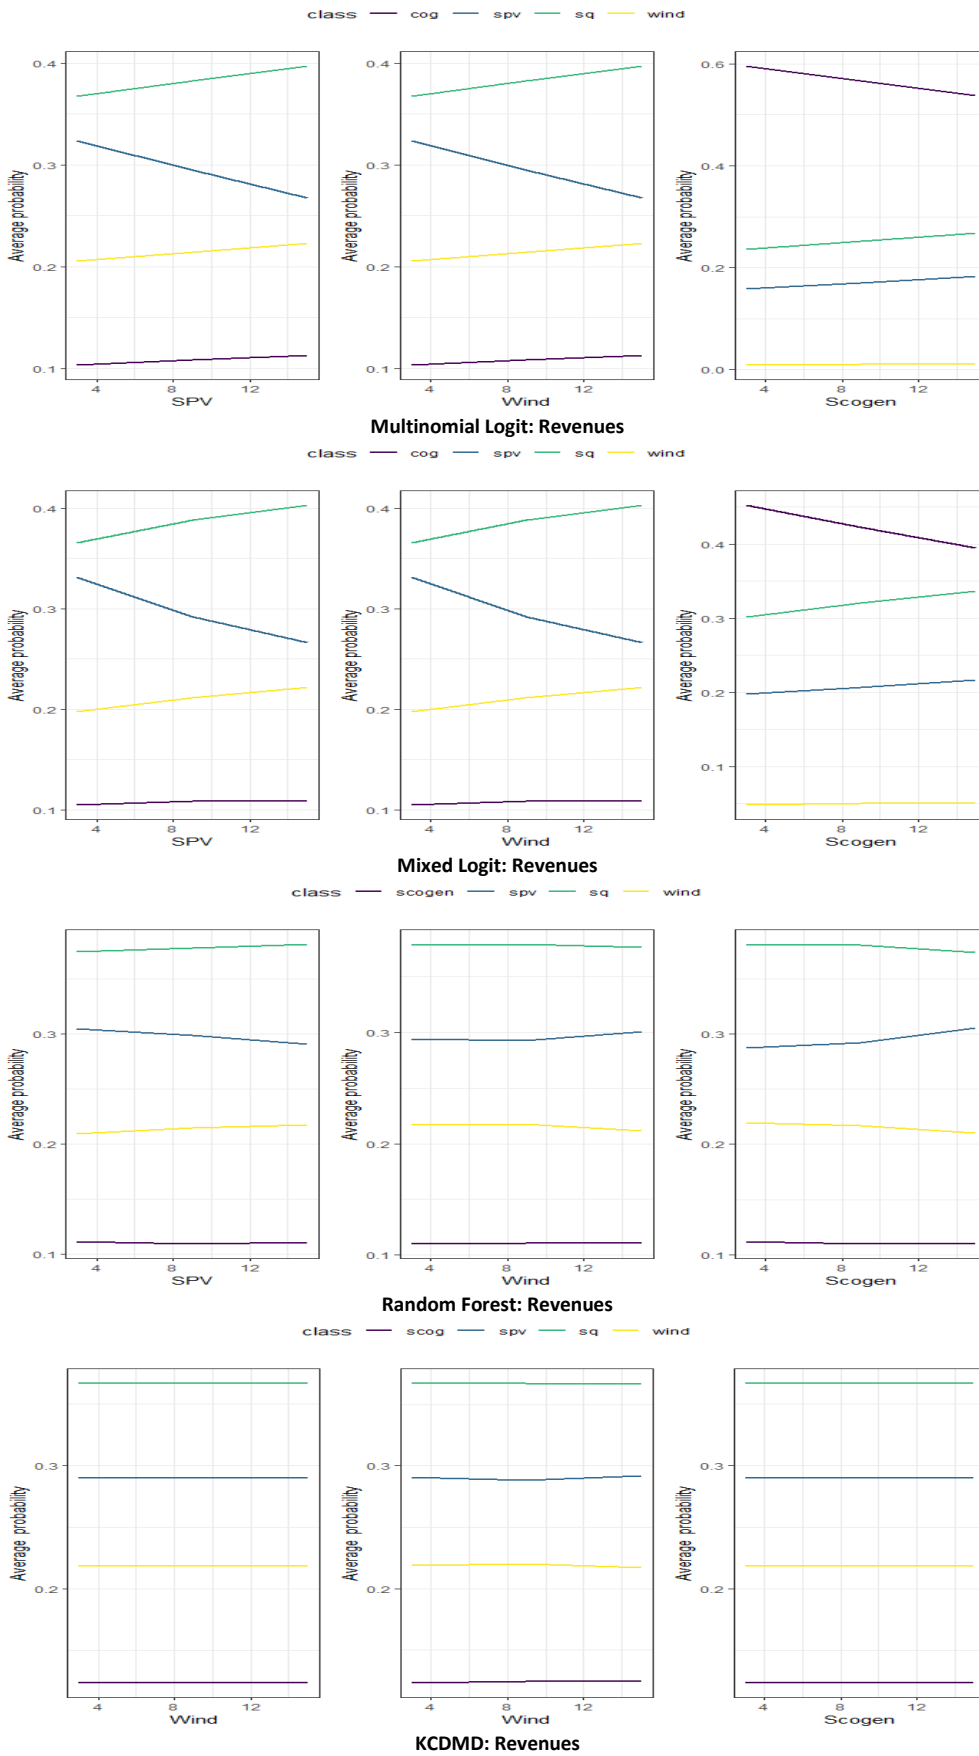 class cog spv sq wind
0.4 0.3 0.2 0.1
Average probability
4 8 12
SPV
0.4 0.3 0.2 0.1
Average probability
4 8 12
Wind
0.6 0.4 0.2 0.0
Average probability
4 8 12
Scogen
Multinomial Logit: Revenues
class cog spv sq wind
0.4 0.3 0.2 0.1
Average probability
4 8 12
SPV
0.4 0.3 0.2 0.1
Average probability
4 8 12
Wind
0.4 0.3 0.2 0.1
Average probability
4 8 12
Scogen
Mixed Logit: Revenues
class scogen spv sq wind
0.3 0.2 0.1
Average probability
4 8 12
SPV
0.3 0.2 0.1
Average probability
4 8 12
Wind
0.3 0.2 0.1
Average probability
4 8 12
Scogen
Random Forest: Revenues
class scog spv sq wind
0.3 0.2
Average probability
4 8 12
Wind
0.3 0.2
Average probability
4 8 12
Wind
0.3 0.2
Average probability
4 8 12
Scogen
KCDMD: Revenues